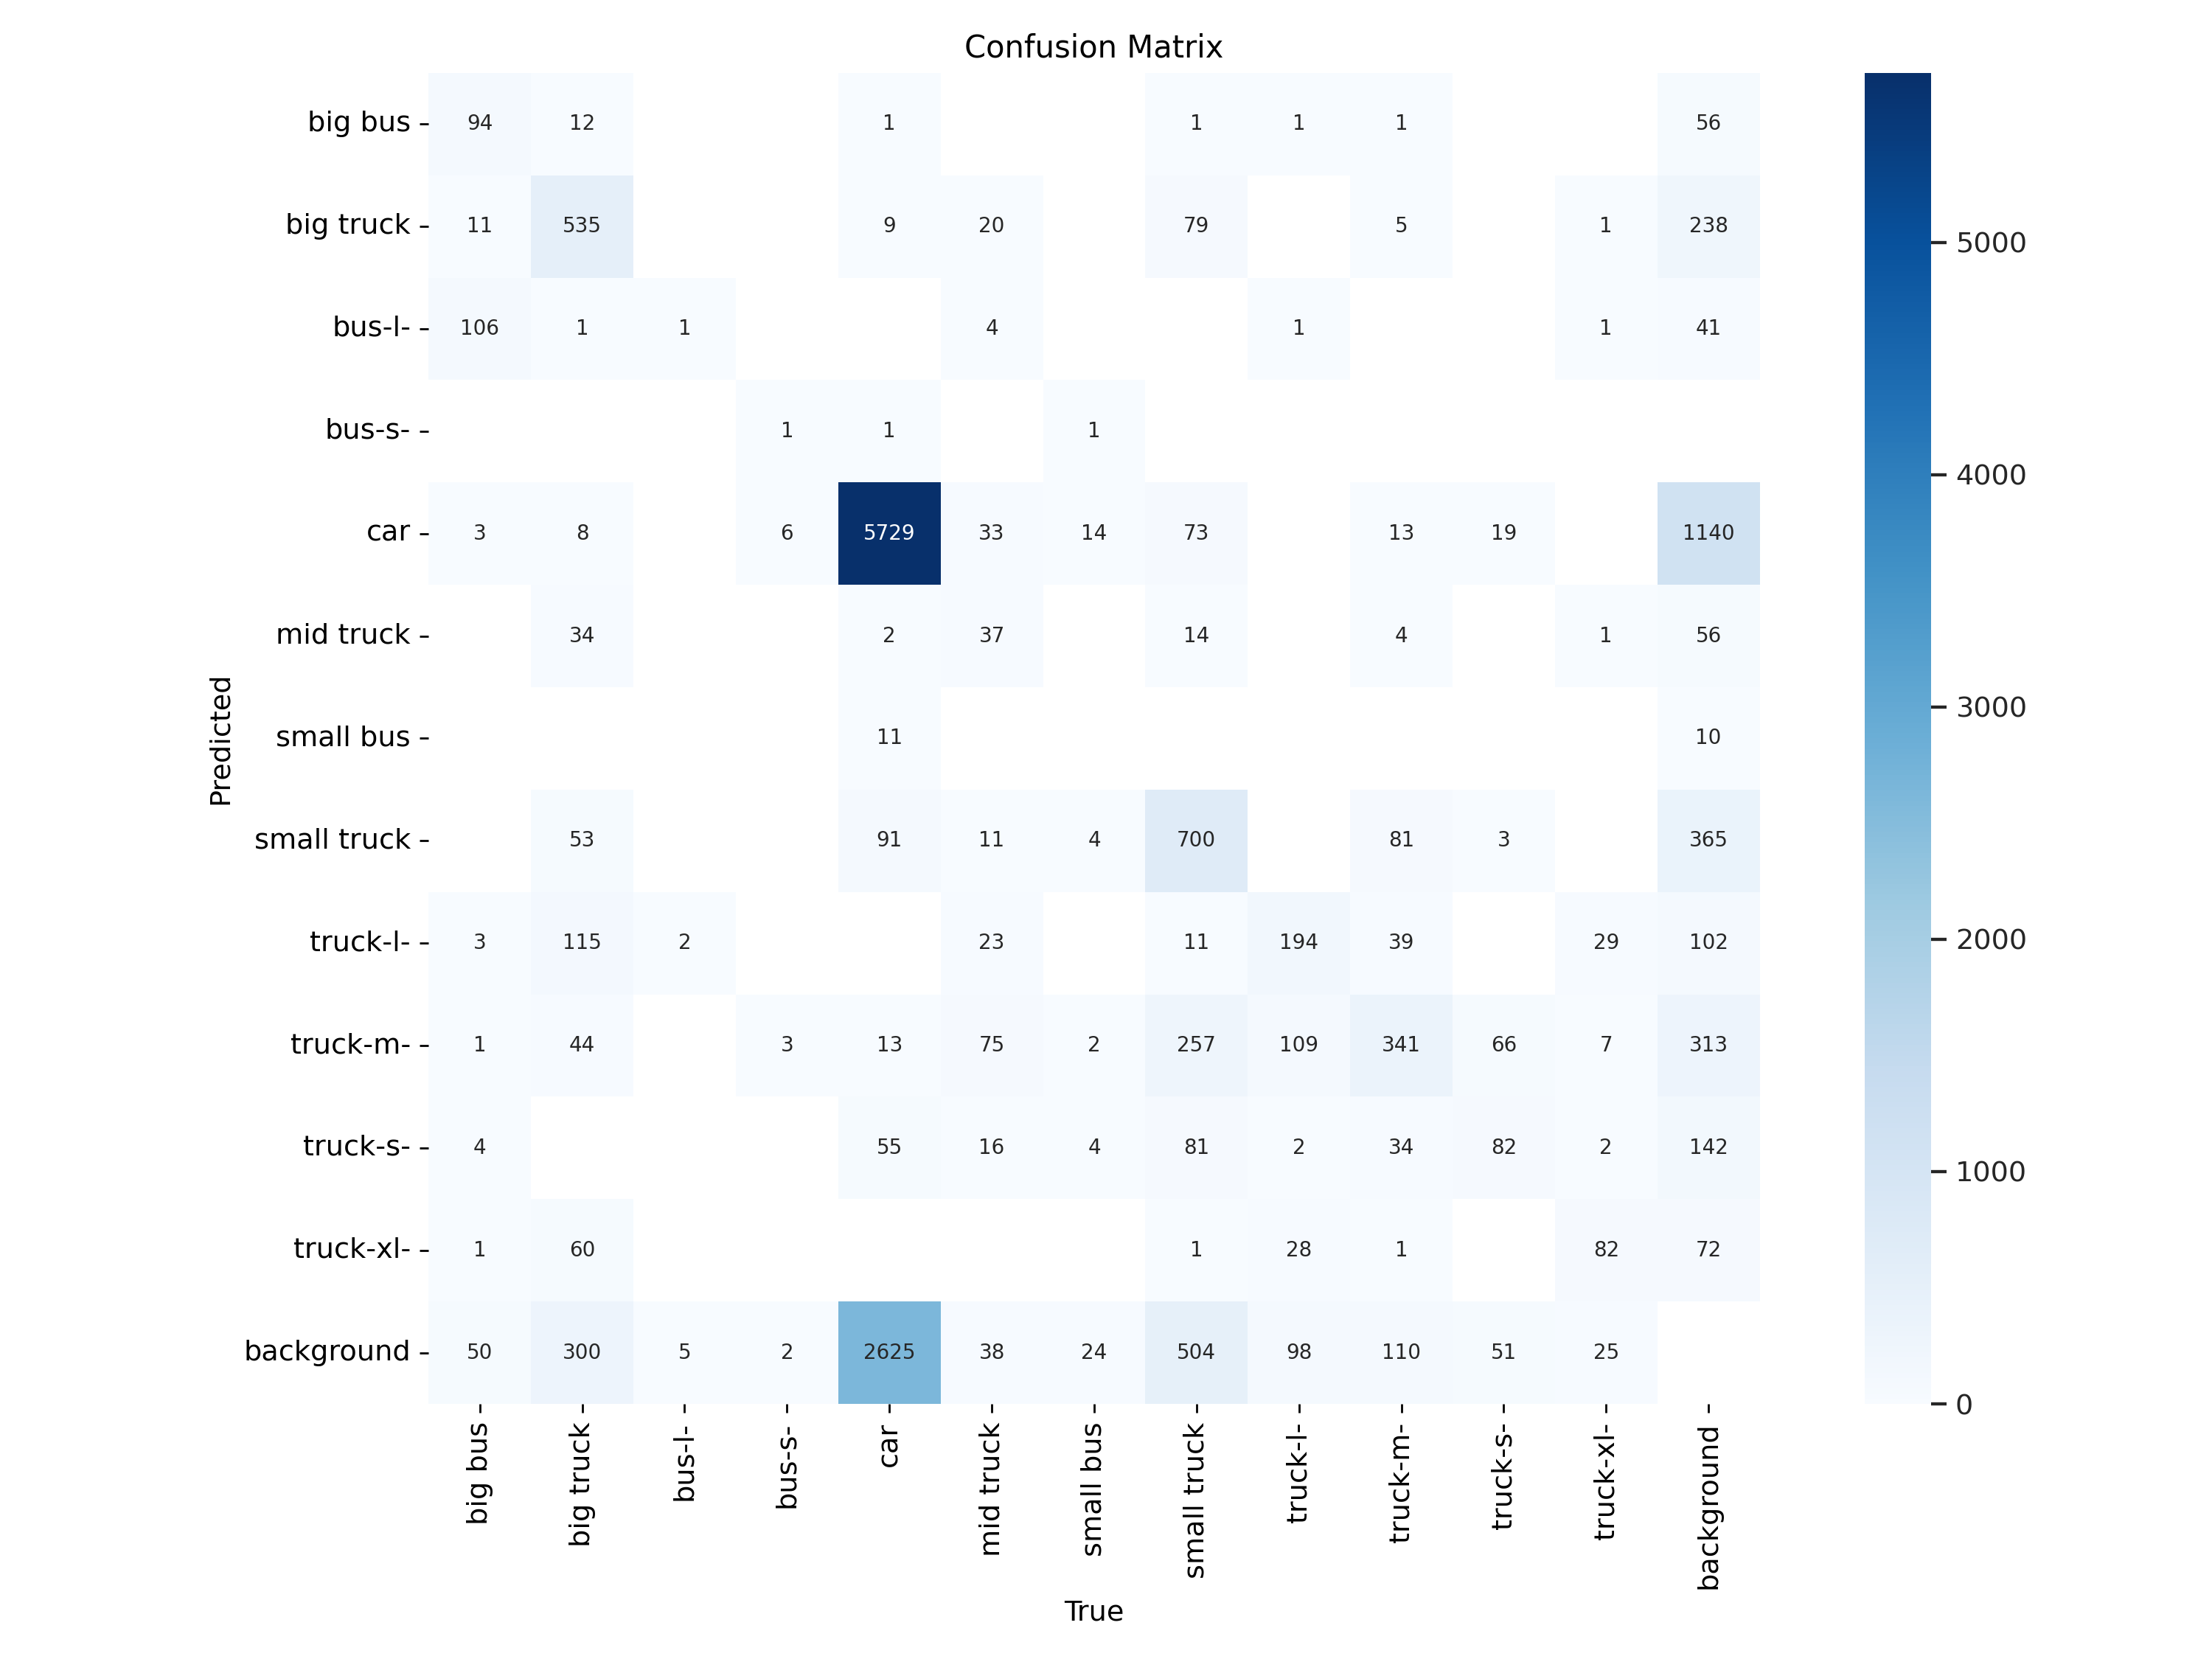 Confusion Matrix
big bus 94 12 1 1 1 1 56
big truck 11 535 9 20 79 5 1 238
bus-l- 106 1 1 4 1 1 41
bus-s- 1 1 1
car 3 8 6 5729 33 14 73 13 19 1140
mid truck 34 2 37 14 4 1 56
small bus 11 10
small truck 53 91 11 4 700 81 3 365
truck-l- 3 115 2 23 11 194 39 29 102
truck-m- 1 44 3 13 75 2 257 109 341 66 7 313
truck-s- 4 55 16 4 81 2 34 82 2 142
truck-xl- 1 60 1 28 1 82 72
background 50 300 5 2 2625 38 24 504 98 110 51 25
Predicted
big bus
big truck
bus-l-
bus-s-
car
mid truck
small bus
small truck
truck-l-
truck-m-
truck-s-
truck-xl-
background
True
5000
4000
3000
2000
1000
0